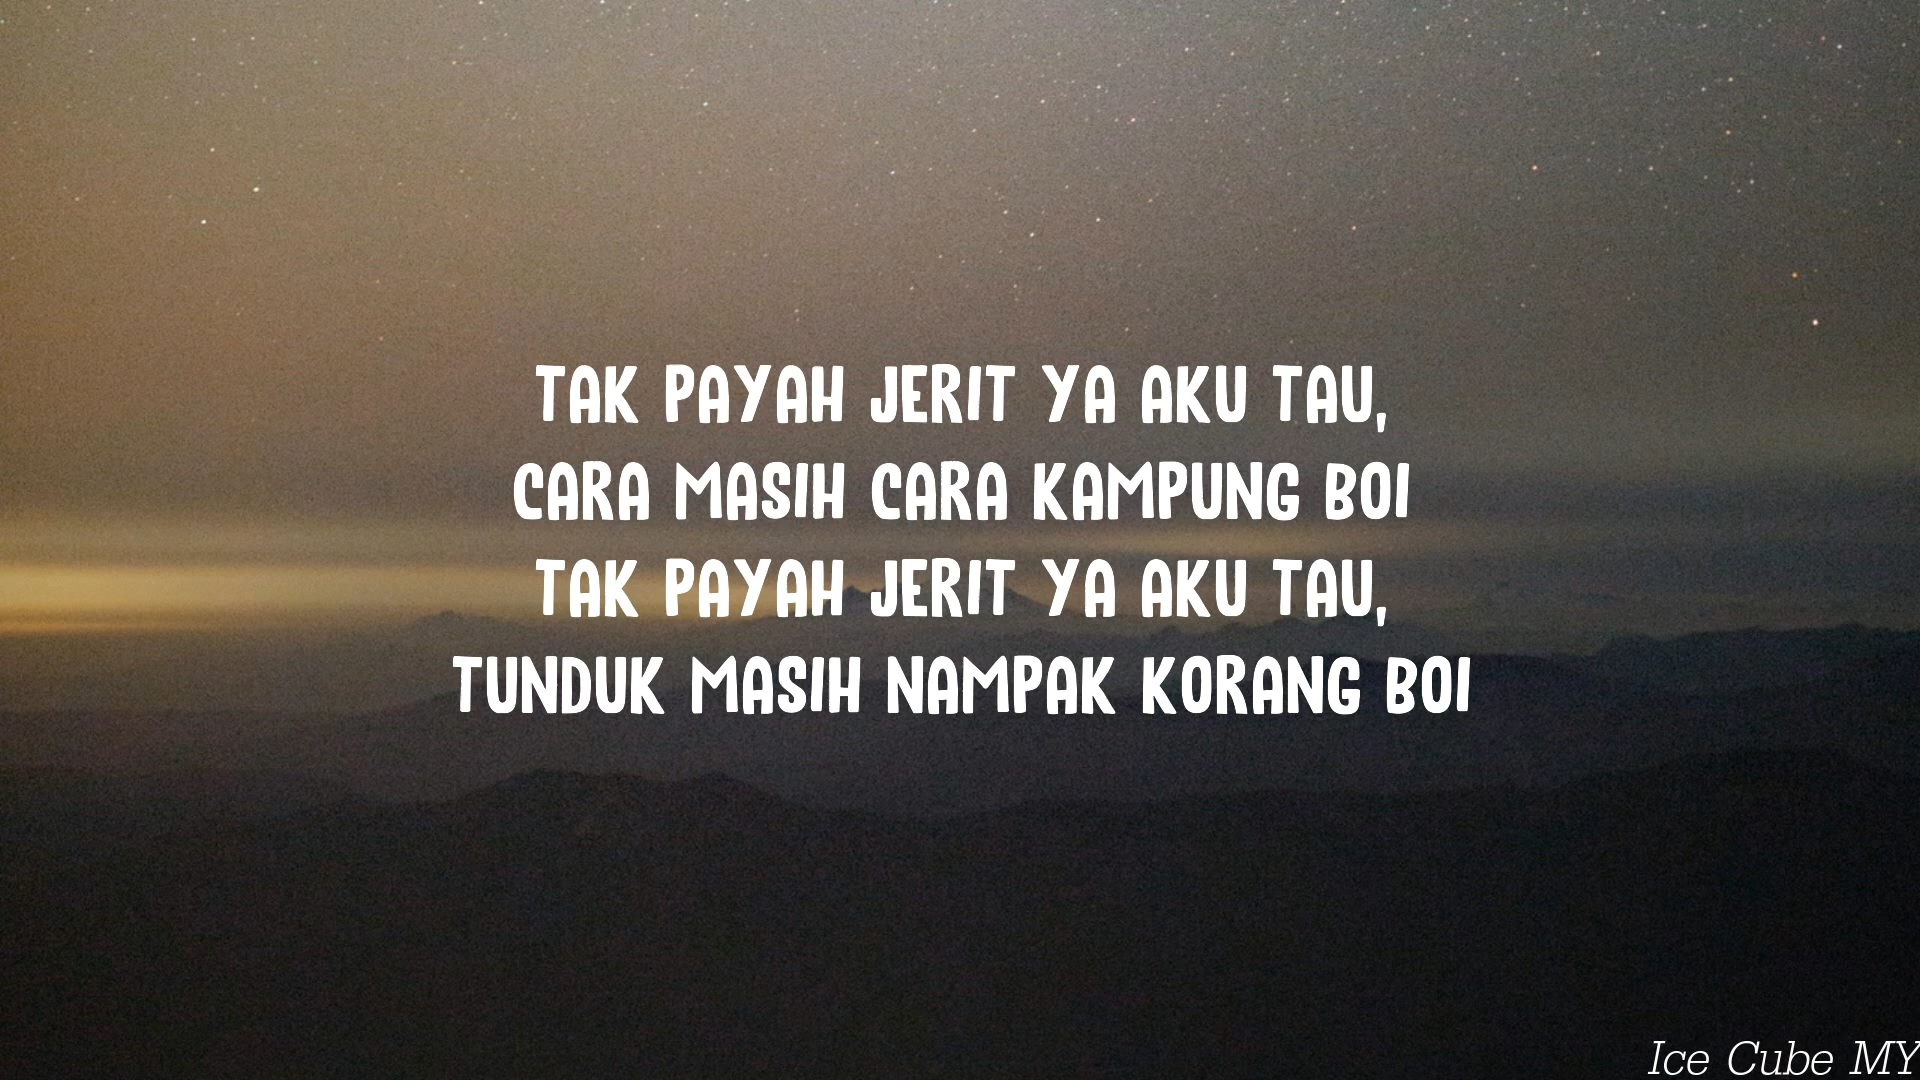 TAK PAYAH JERIT YA AKU TAU,
CARA MASIH CARA KAMPUNG BOI
TAK PAYAH JERIT YA AKU TAU,
TUNDUK MASIH NAMPAK KORANG BOI
Ice Cube MY